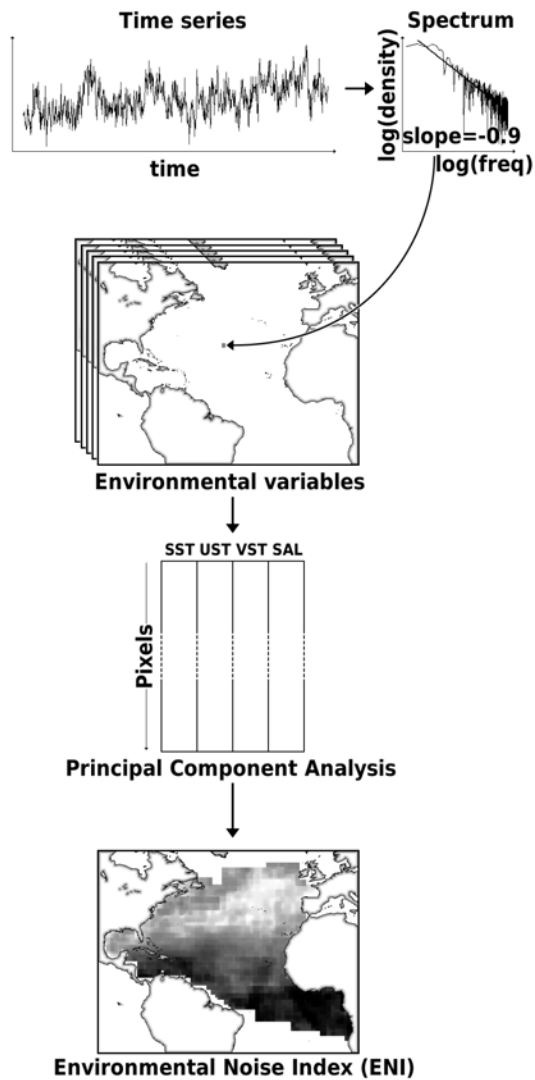 Time series
Spectrum
log(density)
slope=-0.9
time
log(freq)
Environmental variables
SST UST VST SAL
Pixels
Principal Component Analysis
Environmental Noise Index (ENI)